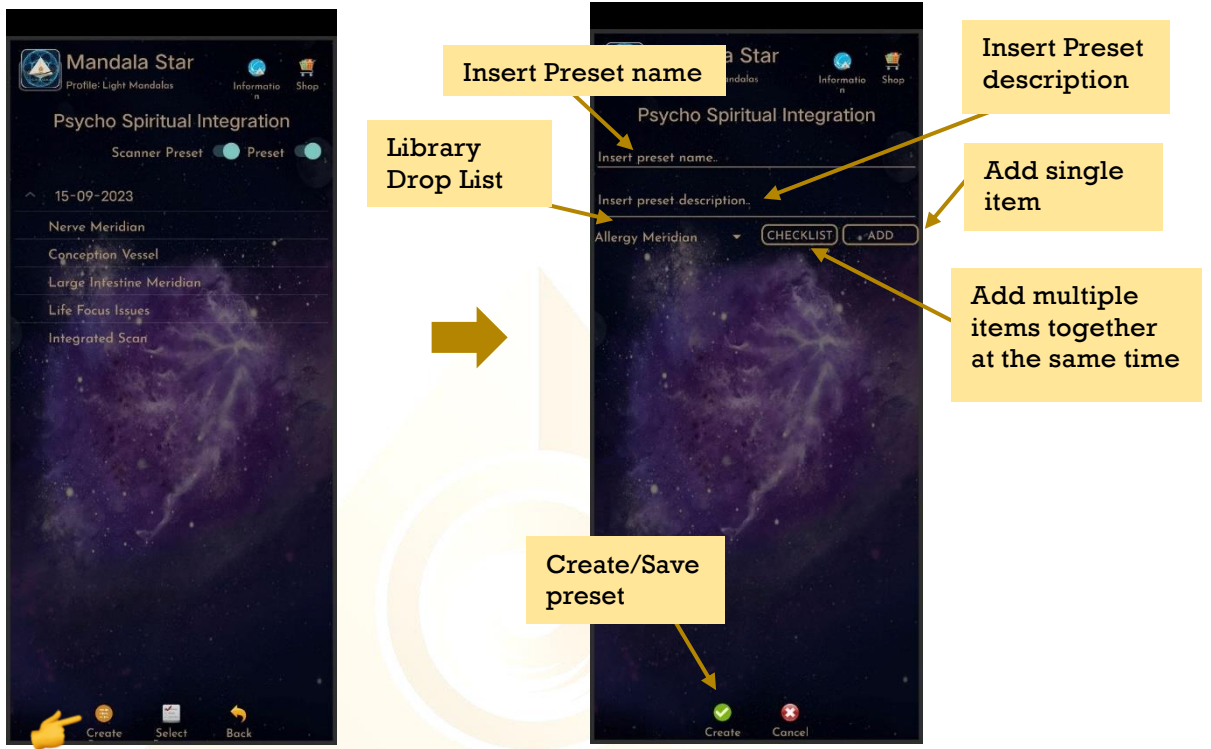 Mandala Star
Profile: Light Mandalas
Informatio
n
Shop
Psycho Spiritual Integration
Scanner Preset
Preset
15-09-2023
Nerve Meridian
Conception Vessel
Large Intestine Meridian
Life Focus Issues
Integrated Scan
Create
Select
Back
Insert Preset name
Library
Drop List
a Star
andalas
Informatio
n
Shop
Psycho Spiritual Integration
Insert preset name..
Insert preset description..
Allergy Meridian
CHECKLIST
ADD
Create/Save
preset
Create
Cancel
Insert Preset
description
Add single
item
Add multiple
items together
at the same time